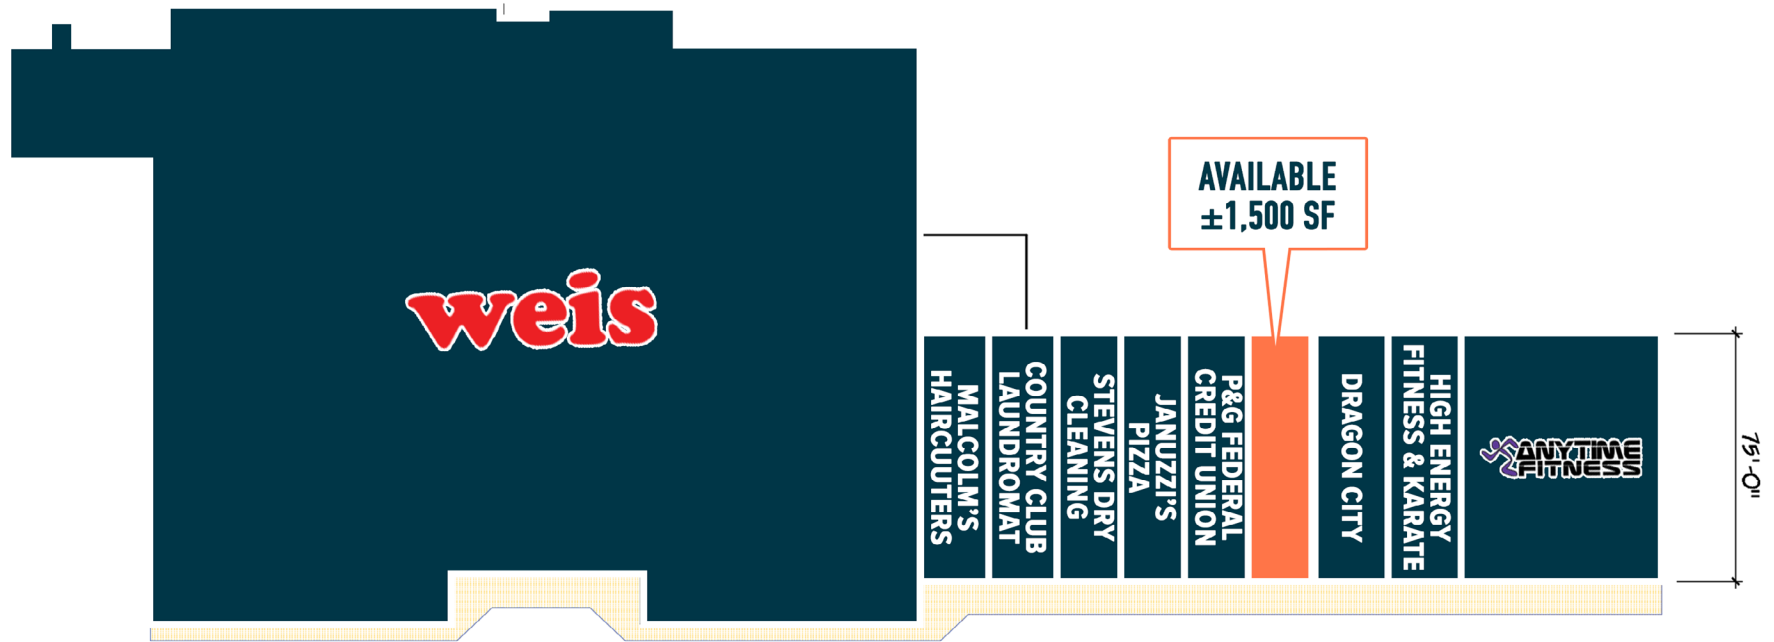 AVAILABLE
±1,500 SF
weis
MALCOLM'S
HAIRCUUTERS
COUNTRY CLUB
LAUNDROMAT
STEVENS DRY
CLEANING
JANUZZI'S
PIZZA
P&G FEDERAL
CREDIT UNION
DRAGON CITY
HIGH ENERGY
FITNESS & KARATE
ANYTIME
FITNESS
75'-0"